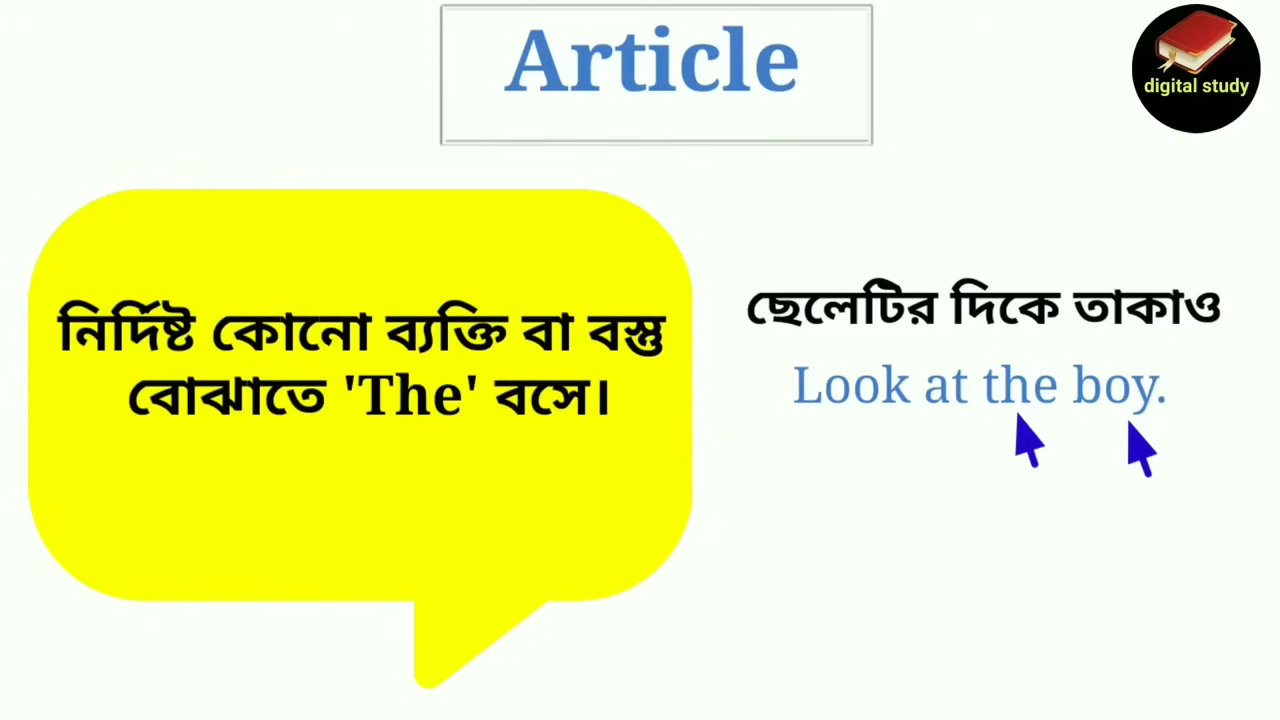 Article
digital study
নির্দিষ্ট কোনো ব্যক্তি বা বস্তু
বোঝাতে 'The' বসে।
ছেলেটির দিকে তাকাও
Look at the boy.